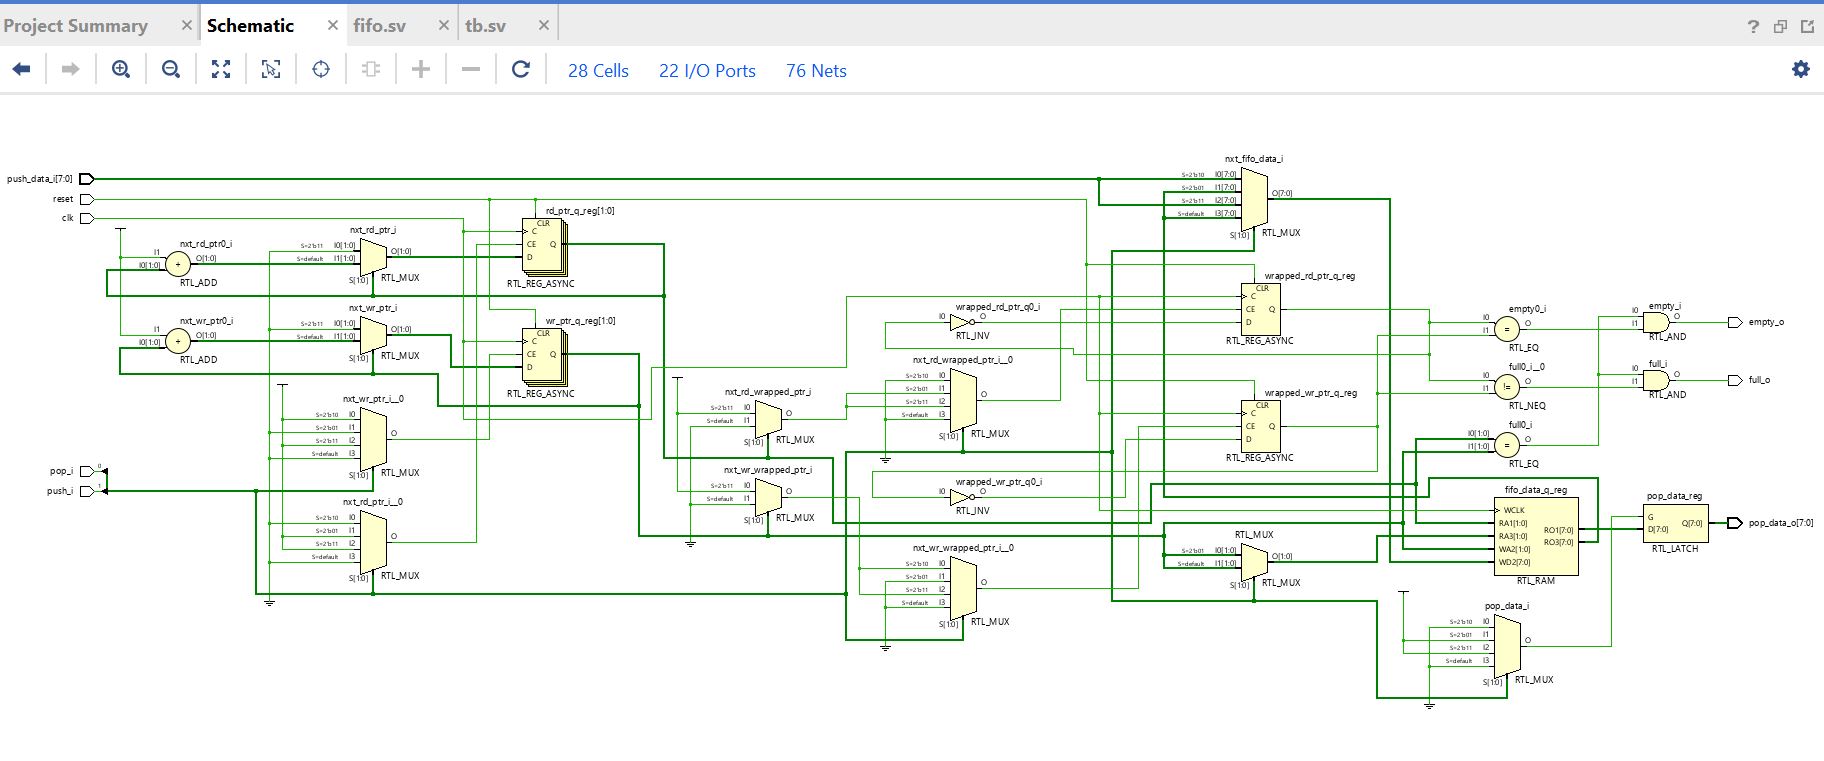 Project Summary
Schematic
fifo.sv
tb.sv
28 Cells
22 I/O Ports
76 Nets
push_data_i[7:0]
reset
clk
nxt_rd_ptr0_i
I1
I0[1:0]
O[1:0]
+
RTL_ADD
nxt_rd_ptr_i
S=2'b11
I0[1:0]
S=default
I1[1:0]
O[1:0]
S[1:0]
RTL_MUX
rd_ptr_q_reg[1:0]
CLR
C
CE
Q
D
RTL_REG_ASYNC
nxt_wr_ptr0_i
I1
I0[1:0]
O[1:0]
+
RTL_ADD
nxt_wr_ptr_i
S=2'b11
I0[1:0]
S=default
I1[1:0]
O[1:0]
S[1:0]
RTL_MUX
wr_ptr_q_reg[1:0]
CLR
C
CE
Q
D
RTL_REG_ASYNC
nxt_wr_ptr_i__0
S=2'b10
I0
S=2'b01
I1
S=2'b11
I2
S=default
I3
O
S[1:0]
RTL_MUX
pop_i
0
push_i
1
nxt_rd_ptr_i__0
S=2'b10
I0
S=2'b01
I1
S=2'b11
I2
S=default
I3
O
S[1:0]
RTL_MUX
nxt_rd_wrapped_ptr_i
S=2'b11
I0
S=default
I1
O
S[1:0]
RTL_MUX
nxt_wr_wrapped_ptr_i
S=2'b11
I0
S=default
I1
O
S[1:0]
RTL_MUX
wrapped_rd_ptr_q0_i
I0
O
RTL_INV
nxt_rd_wrapped_ptr_i__0
S=2'b10
I0
S=2'b01
I1
S=2'b11
I2
S=default
I3
O
S[1:0]
RTL_MUX
wrapped_wr_ptr_q0_i
I0
O
RTL_INV
nxt_wr_wrapped_ptr_i__0
S=2'b10
I0
S=2'b01
I1
S=2'b11
I2
S=default
I3
O
S[1:0]
RTL_MUX
nxt_fifo_data_i
S=2'b10
I0[7:0]
S=2'b01
I1[7:0]
S=2'b11
I2[7:0]
S=default
I3[7:0]
O[7:0]
S[1:0]
RTL_MUX
wrapped_rd_ptr_q_reg
CLR
C
CE
Q
D
RTL_REG_ASYNC
wrapped_wr_ptr_q_reg
CLR
C
CE
Q
D
RTL_REG_ASYNC
RTL_MUX
S=2'b01
I0[1:0]
S=default
I1[1:0]
O[1:0]
S[1:0]
RTL_MUX
empty0_i
I0
I1
=
O
RTL_EQ
full0_i__0
I0
I1
!=
O
RTL_NEQ
full0_i
I0[1:0]
I1[1:0]
=
O
RTL_EQ
fifo_data_q_reg
WCLK
RA1[1:0]
RA3[1:0]
WA2[1:0]
WD2[7:0]
RO1[7:0]
RO3[7:0]
RTL_RAM
pop_data_i
S=2'b10
I0
S=2'b01
I1
S=2'b11
I2
S=default
I3
O
S[1:0]
RTL_MUX
empty_i
I0
I1
O
RTL_AND
empty_o
full_i
I0
I1
O
RTL_AND
full_o
pop_data_reg
G
D[7:0]
Q[7:0]
RTL_LATCH
pop_data_o[7:0]